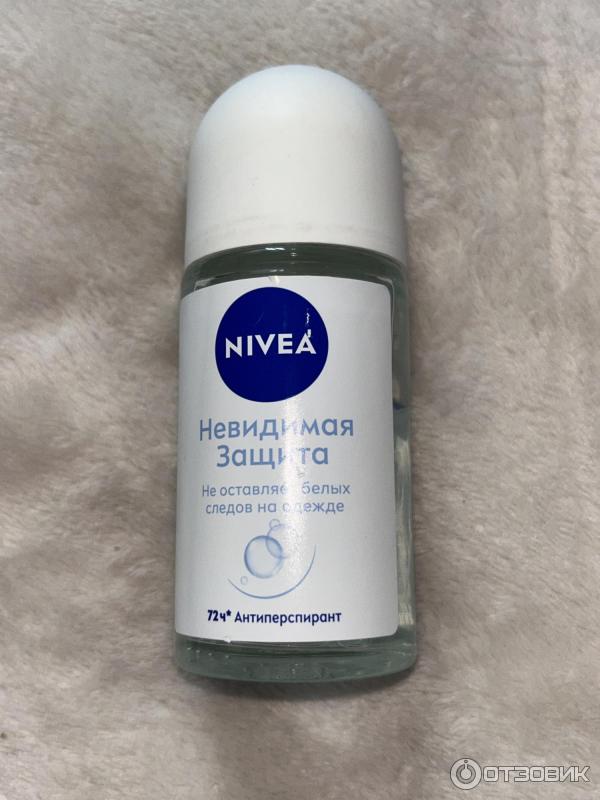 NIVEA
Невидимая
Защита
Не оставляет белых
следов на одежде
72ч* Антиперспирант
ОТЗОВИК